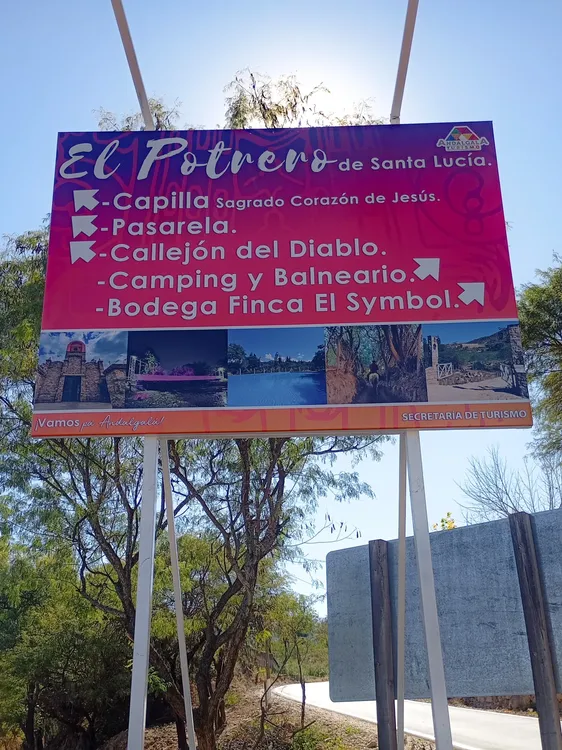 ANDALGALÁ
TURISMO
El Potrero de Santa Lucía.
-Capilla Sagrado Corazón de Jesús.
-Pasarela.
-Callejón del Diablo.
-Camping y Balneario.
-Bodega Finca El Symbol.
Vamos pa' Andalgalá!
SECRETARIA DE TURISMO